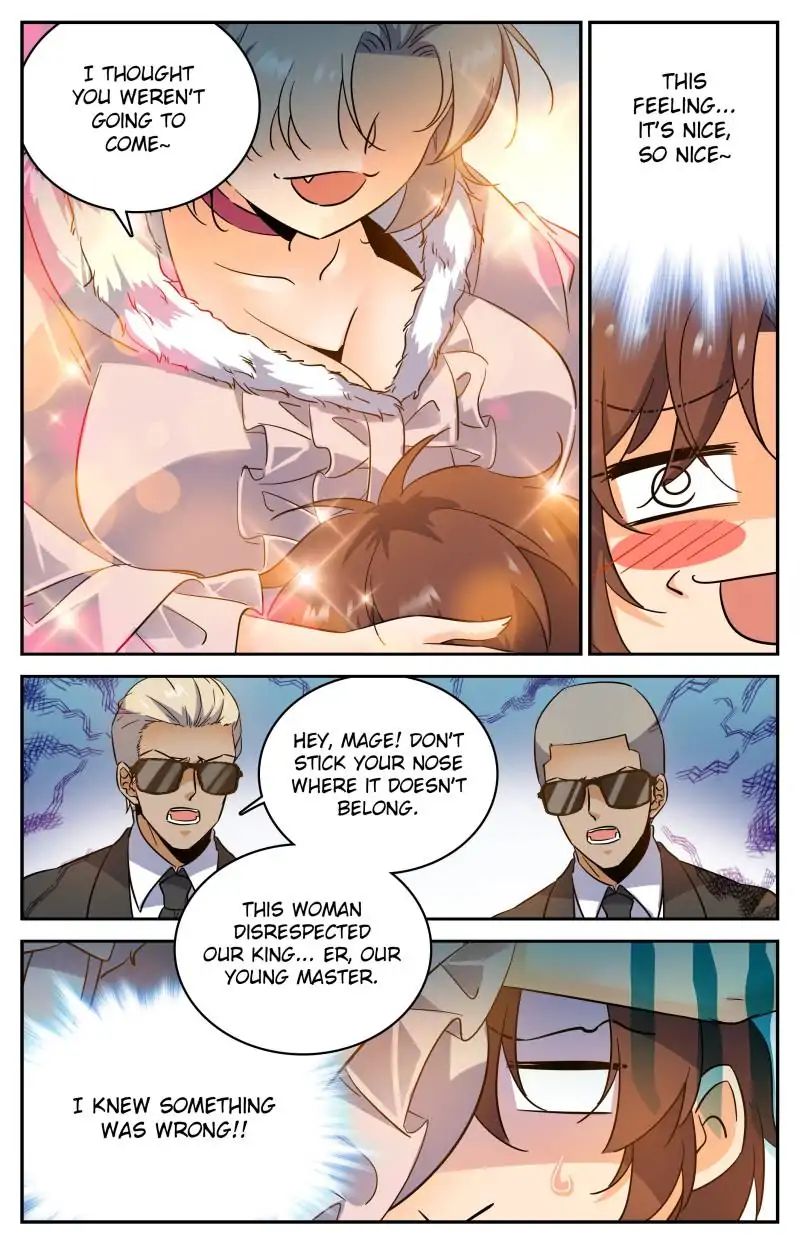 I THOUGHT
YOU WEREN'T
GOING TO
COME~
THIS
FEELING...
IT'S NICE,
SO NICE~
HEY, MAGE! DON'T
STICK YOUR NOSE
WHERE IT DOESN'T
BELONG.
THIS WOMAN
DISRESPECTED
OUR KING... ER, OUR
YOUNG MASTER.
I KNEW SOMETHING
WAS WRONG!!